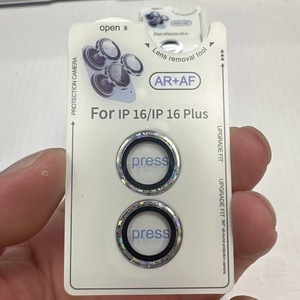 open
Lens removal tool
PROTECTION CAMERA
AR+AF
For IP 16/IP 16 Plus
press
press
UPGRADE FIT
UPGRADE FIT